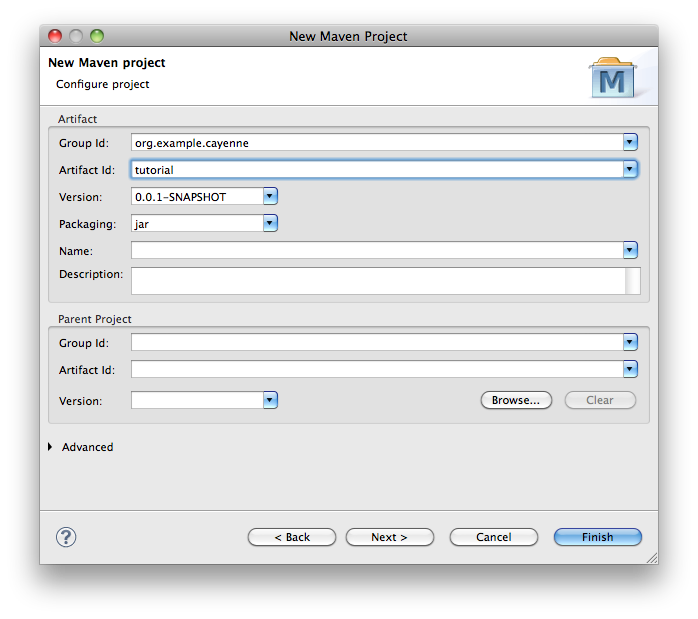 New Maven Project
New Maven project
Configure project
M
Artifact
Group Id: org.example.cayenne
Artifact Id: tutorial
Version: 0.0.1-SNAPSHOT
Packaging: jar
Name:
Description:
Parent Project
Group Id:
Artifact Id:
Version: Browse... Clear
Advanced
? < Back Next > Cancel Finish